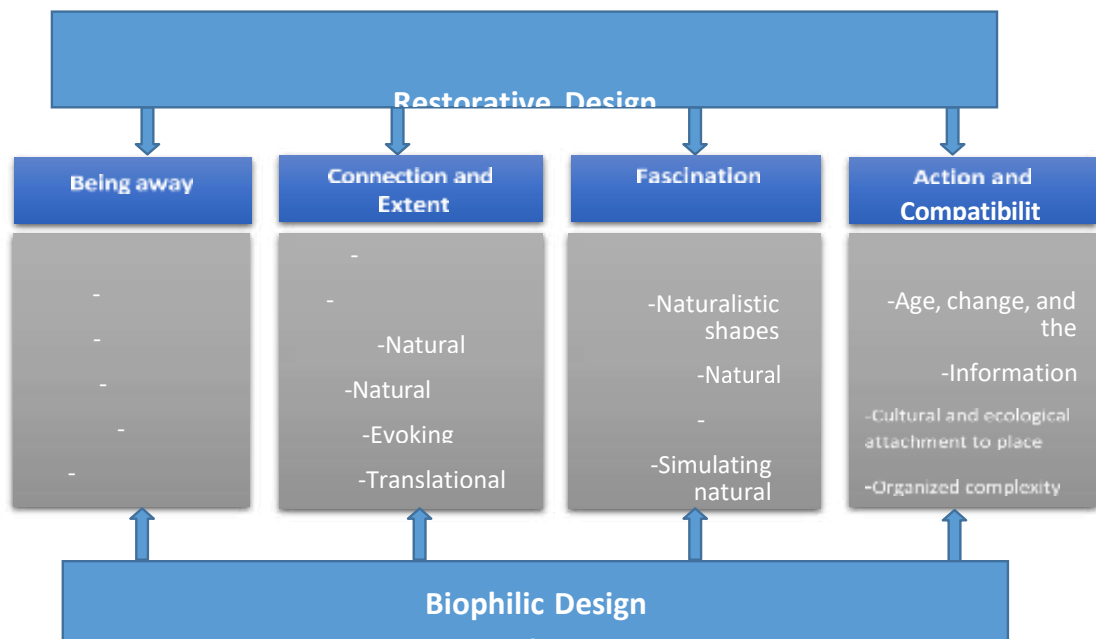 Restorative Design
Being away
Connection and
Extent
Fascination
Action and
Compatibilit
-
-
-
-
-
-
-
-Natural
-Natural
-Evoking
-Translational
-Naturalistic
shapes
-Natural
-
-Simulating
natural
-Age, change, and
the
-Information
-Cultural and ecological
attachment to place
-Organized complexity
Biophilic Design